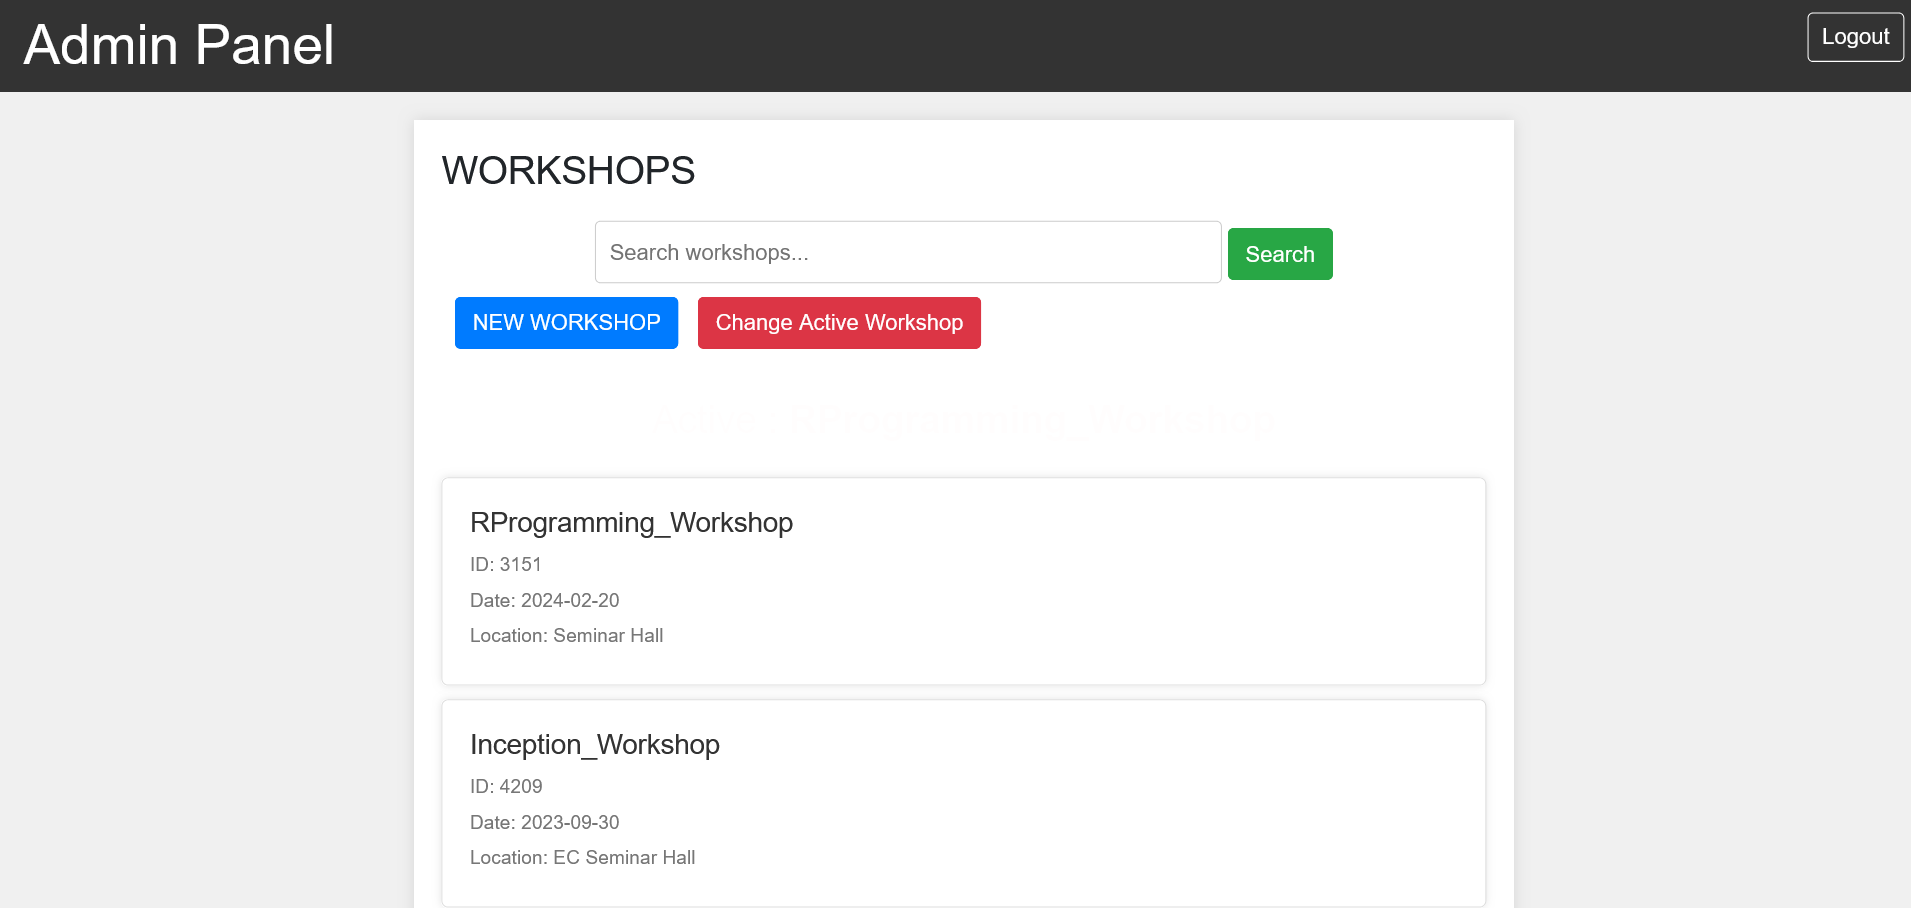 Admin Panel
Logout
WORKSHOPS
Search workshops...
Search
NEW WORKSHOP
Change Active Workshop
RProgramming_Workshop
RProgramming_Workshop
ID: 3151
Date: 2024-02-20
Location: Seminar Hall
Inception_Workshop
ID: 4209
Date: 2023-09-30
Location: EC Seminar Hall